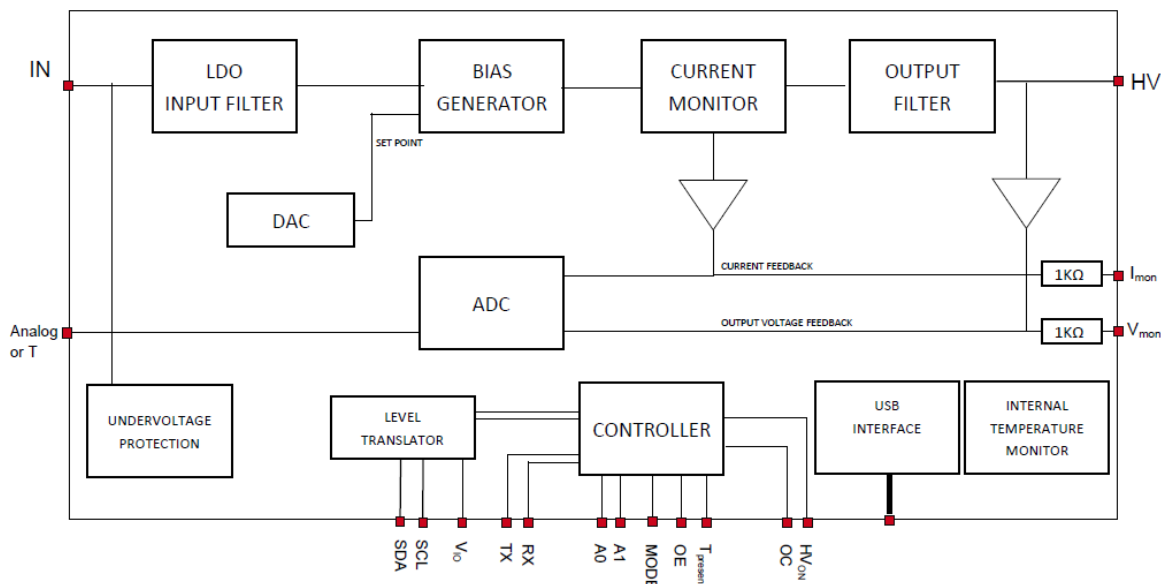 IN
LDO
INPUT FILTER
BIAS
GENERATOR
CURRENT
MONITOR
OUTPUT
FILTER
HV
SET POINT
DAC
ADC
CURRENT FEEDBACK
1KΩ
Imon
Analog
or T
OUTPUT VOLTAGE FEEDBACK
1KΩ
Vmon
UNDERVOLTAGE
PROTECTION
LEVEL
TRANSLATOR
CONTROLLER
USB
INTERFACE
INTERNAL
TEMPERATURE
MONITOR
SDA
SCL
VIO
TX
RX
A0
A1
MODE
OE
Tpresen
OC
HVON